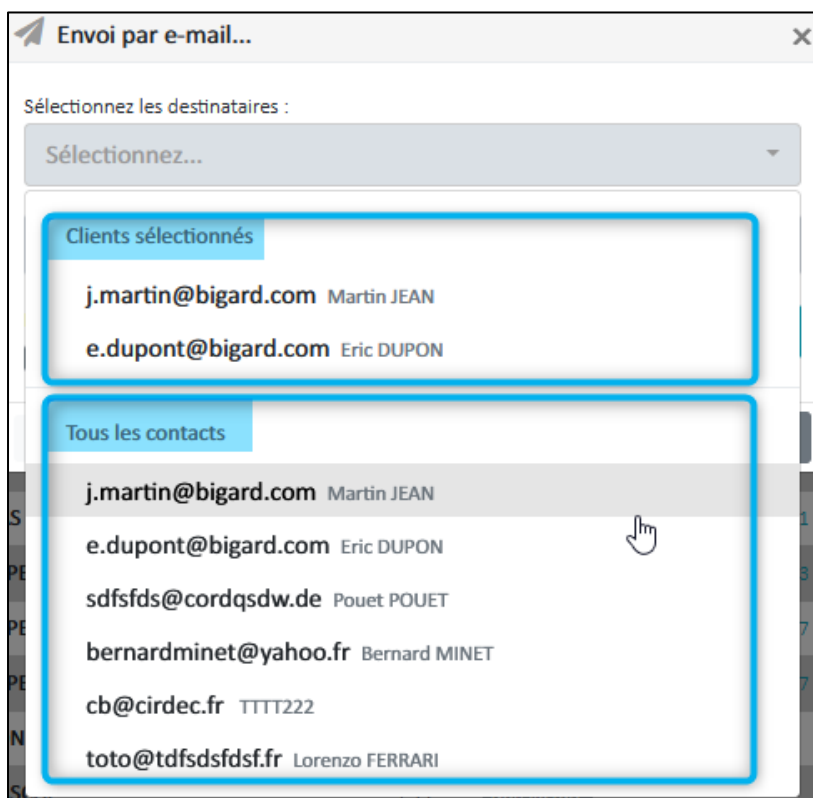 Envoi par e-mail...
Sélectionnez les destinataires :
Sélectionnez...
Clients sélectionnés
j.martin@bigard.com Martin JEAN
e.dupont@bigard.com Eric DUPON
Tous les contacts
j.martin@bigard.com Martin JEAN
e.dupont@bigard.com Eric DUPON
sdfsfds@cordqsdw.de Pouet POUET
bernardminet@yahoo.fr Bernard MINET
cb@cirdec.fr TTTT222
toto@tdfsdsfdsf.fr Lorenzo FERRARI